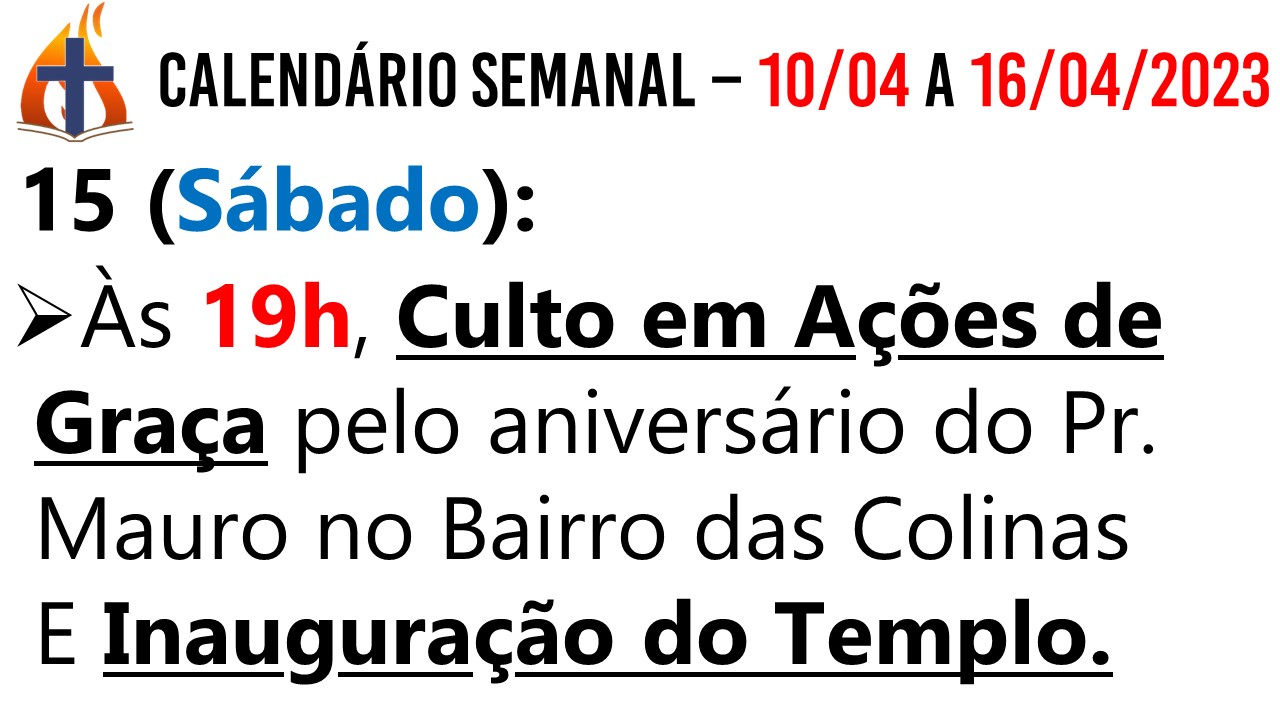 CALENDÁRIO SEMANAL – 10/04 A 16/04/2023
15 (Sábado):
➢Às 19h, Culto em Ações de
Graça pelo aniversário do Pr.
Mauro no Bairro das Colinas
E Inauguração do Templo.